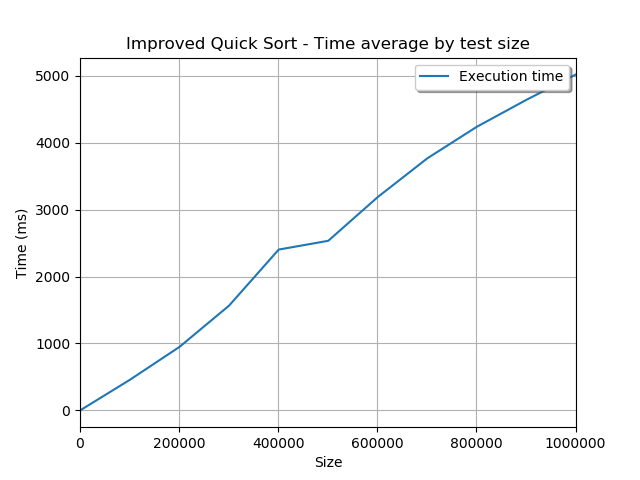 Improved Quick Sort - Time average by test size
Execution time
Time (ms)
5000
4000
3000
2000
1000
0
0 200000 400000 600000 800000 1000000
Size